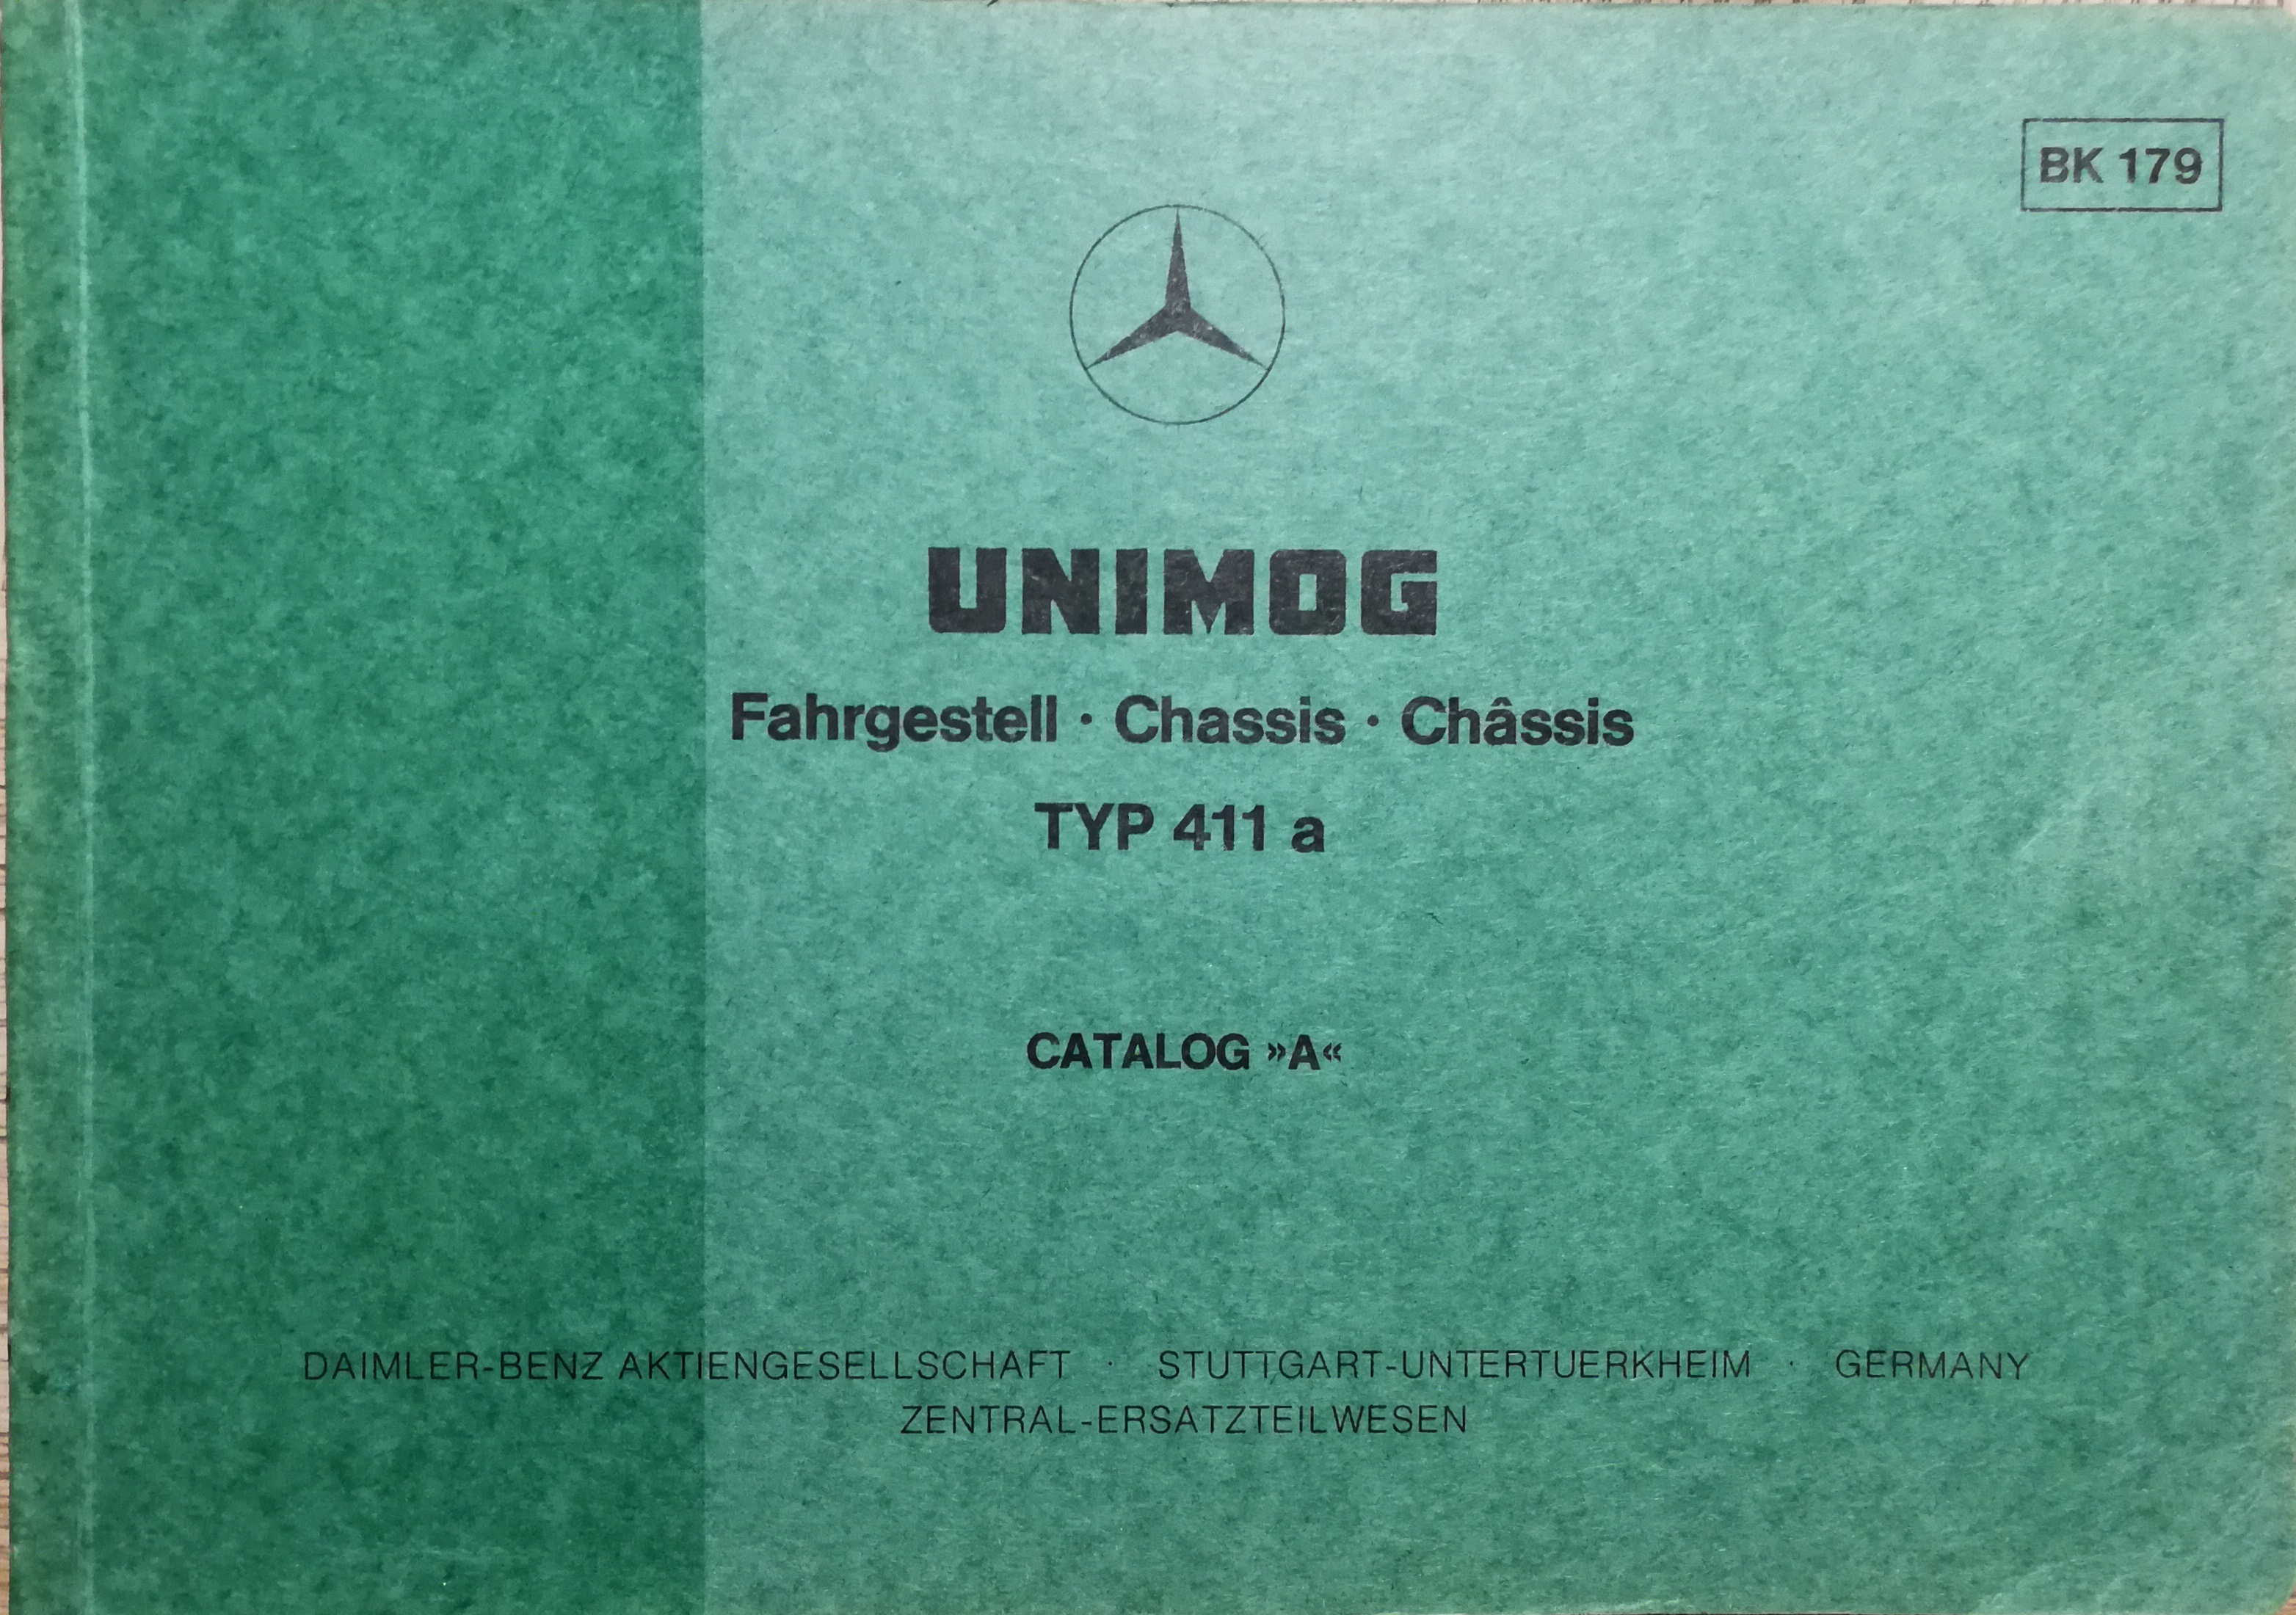 BK 179
UNIMOG
Fahrgestell · Chassis · Châssis
TYP 411 a
CATALOG »A«
DAIMLER-BENZ AKTIENGESELLSCHAFT · STUTTGART-UNTERTUERKHEIM · GERMANY
ZENTRAL-ERSATZTEILWESEN